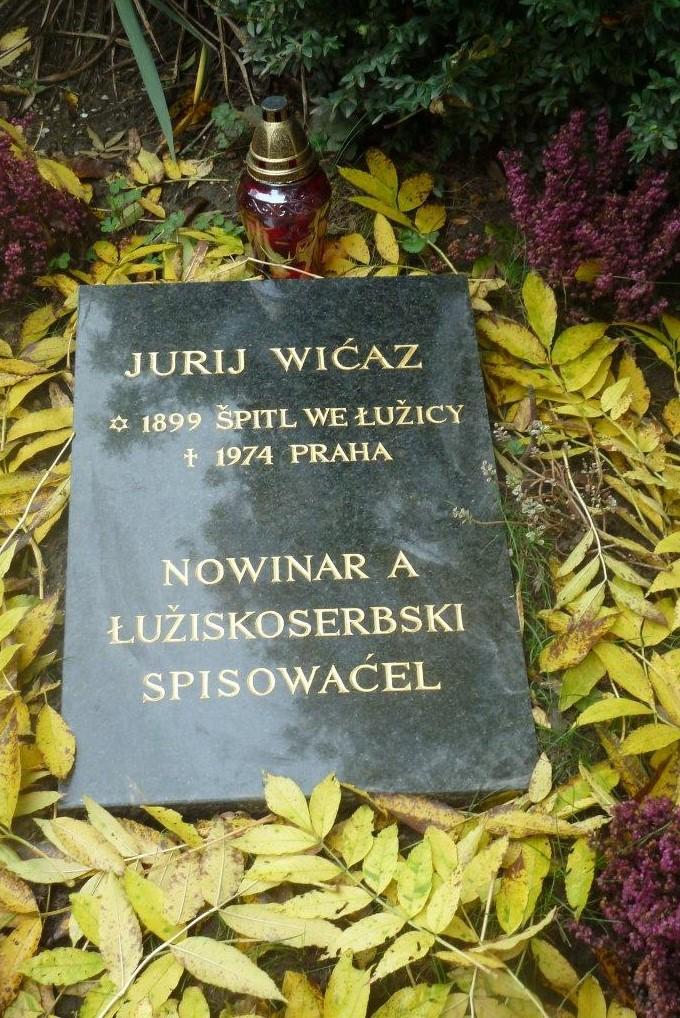 JURIJ WIĆAZ
✡ 1899 ŠPITL WE ŁUŽICY
† 1974 PRAHA
NOWINAR A
ŁUŽISKOSERBSKI
SPISOWAĆEL